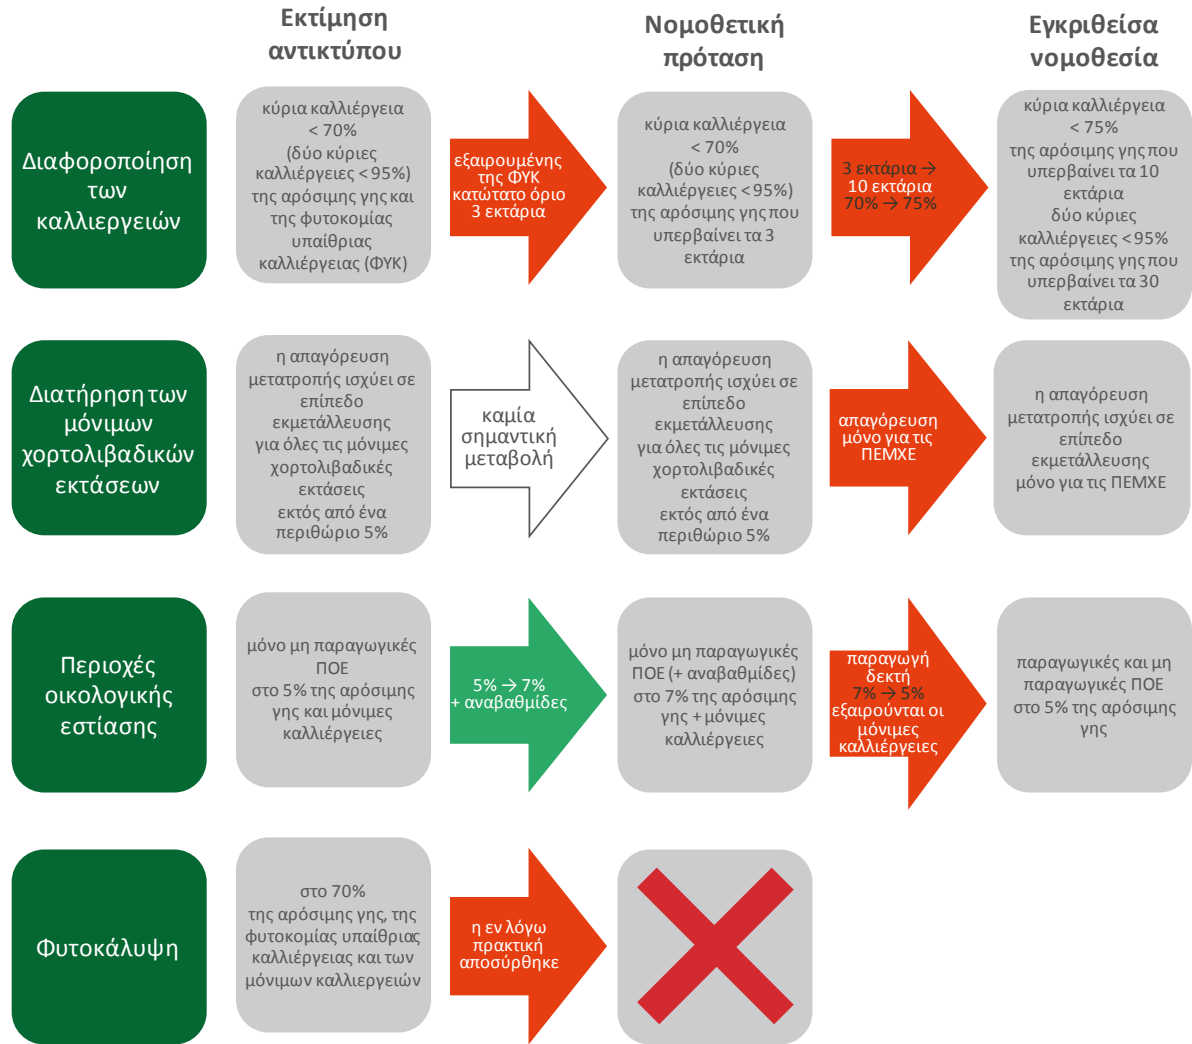 Εκτίμηση
αντικτύπου
Νομοθετική
πρόταση
Εγκριθείσα
νομοθεσία
Διαφοροποίηση
των
καλλιεργειών
κύρια καλλιέργεια
< 70%
(δύο κύριες
καλλιέργειες < 95%)
της αρόσιμης γης και
της φυτοκομίας
υπαίθριας
καλλιέργειας (ΦΥΚ)
εξαιρουμένης
της ΦΥΚ
κατώτατο όριο
3 εκτάρια
κύρια καλλιέργεια
< 70%
(δύο κύριες
καλλιέργειες < 95%)
της αρόσιμης γης που
υπερβαίνει τα 3
εκτάρια
3 εκτάρια →
10 εκτάρια
70% → 75%
κύρια καλλιέργεια
< 75%
της αρόσιμης γης που
υπερβαίνει τα 10
εκτάρια
δύο κύριες
καλλιέργειες < 95%
της αρόσιμης γης που
υπερβαίνει τα 30
εκτάρια
Διατήρηση των
μόνιμων
χορτολιβαδικών
εκτάσεων
η απαγόρευση
μετατροπής ισχύει σε
επίπεδο
εκμετάλλευσης
για όλες τις μόνιμες
χορτολιβαδικές
εκτάσεις
εκτός από ένα
περιθώριο 5%
καμία
σημαντική
μεταβολή
η απαγόρευση
μετατροπής ισχύει σε
επίπεδο
εκμετάλλευσης
για όλες τις μόνιμες
χορτολιβαδικές
εκτάσεις
εκτός από ένα
περιθώριο 5%
απαγόρευση
μόνο για τις
ΠΕΜΧΕ
η απαγόρευση
μετατροπής ισχύει σε
επίπεδο
εκμετάλλευσης
μόνο για τις ΠΕΜΧΕ
Περιοχές
οικολογικής
εστίασης
μόνο μη παραγωγικές
ΠΟΕ
στο 5% της αρόσιμης
γης και μόνιμες
καλλιέργειες
5% → 7%
+ αναβαθμίδες
μόνο μη παραγωγικές
ΠΟΕ (+ αναβαθμίδες)
στο 7% της αρόσιμης
γης + μόνιμες
καλλιέργειες
παραγωγή
δεκτή
7% → 5%
εξαιρούνται οι
μόνιμες
καλλιέργειες
παραγωγικές και μη
παραγωγικές ΠΟΕ
στο 5% της αρόσιμης
γης
Φυτοκάλυψη
στο 70%
της αρόσιμης γης, της
φυτοκομίας υπαίθριας
καλλιέργειας και των
μόνιμων καλλιεργειών
η εν λόγω
πρακτική
αποσύρθηκε